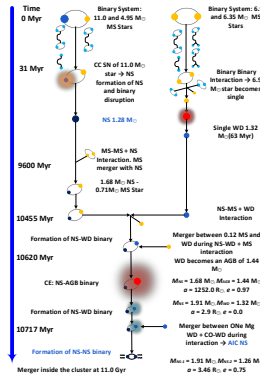 Time
0 Myr
Binary System:
11.0 and 4.95 M☉
MS Stars
Binary System: 6.
and 6.35 M☉ MS
Stars
31 Myr
CC SN of 11.0 M☉
star → NS
formation of NS
and binary
disruption
Binary Binary
Interaction → 6.9
M☉ star becomes
single
NS 1.28 M☉
Single WD 1.32
M☉(63 Myr)
MS-MS + NS
Interaction. MS
merger with NS
9600 Myr
1.68 M☉ NS -
0.71M☉ MS Star
10455 Myr
NS-MS + WD
Interaction
Formation of NS-WD binary
Merger between 0.12 MS and
WD during NS-WD + MS
interaction
10620 Myr
WD becomes an AGB of 1.44
M☉
CE: NS-AGB binary
= 1.68 M☉ = 1.44 M☉
a = 1252.0 R☉ e = 0.97
Formation of NS-WD binary
= 1.91 M☉ = 1.32 M☉
a = 2.9 R☉ e = 0.0
10717 Myr
Merger between ONe Mg
WD + CO-WD during
interaction → AIC NS
Formation of NS-NS binary
= 1.91 M☉ = 1.26 M☉
a = 3.46 R☉ e = 0.75
Merger inside the cluster at 11.0 Gyr